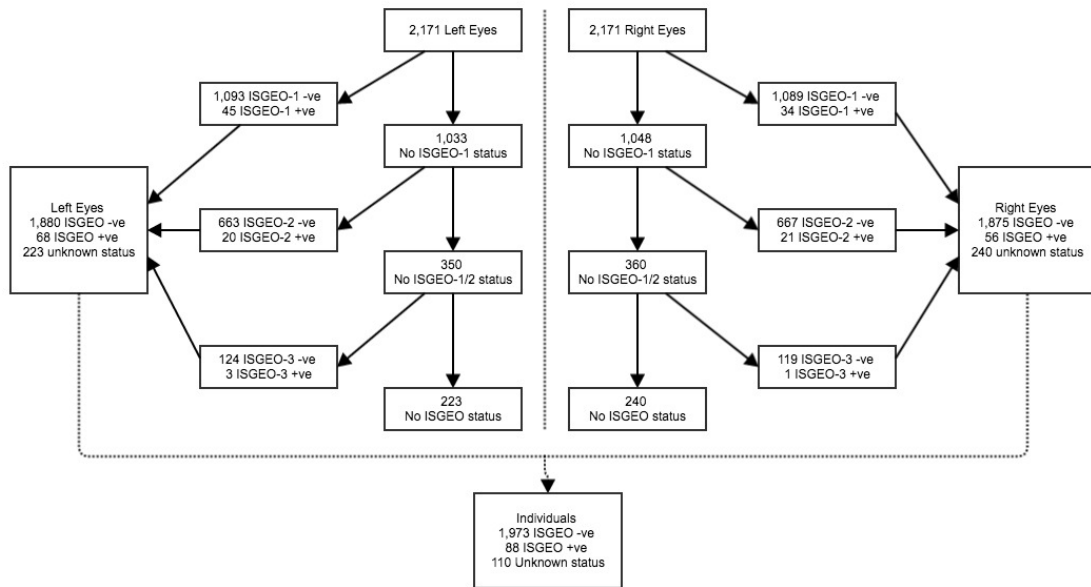 2,171 Left Eyes
2,171 Right Eyes
1,093 ISGEO-1 -ve
45 ISGEO-1 +ve
1,089 ISGEO-1 -ve
34 ISGEO-1 +ve
1,033
No ISGEO-1 status
1,048
No ISGEO-1 status
Left Eyes
1,880 ISGEO -ve
68 ISGEO +ve
223 unknown status
663 ISGEO-2 -ve
20 ISGEO-2 +ve
667 ISGEO-2 -ve
21 ISGEO-2 +ve
Right Eyes
1,875 ISGEO -ve
56 ISGEO +ve
240 unknown status
350
No ISGEO-1/2 status
360
No ISGEO-1/2 status
124 ISGEO-3 -ve
3 ISGEO-3 +ve
119 ISGEO-3 -ve
1 ISGEO-3 +ve
223
No ISGEO status
240
No ISGEO status
Individuals
1,973 ISGEO -ve
88 ISGEO +ve
110 Unknown status